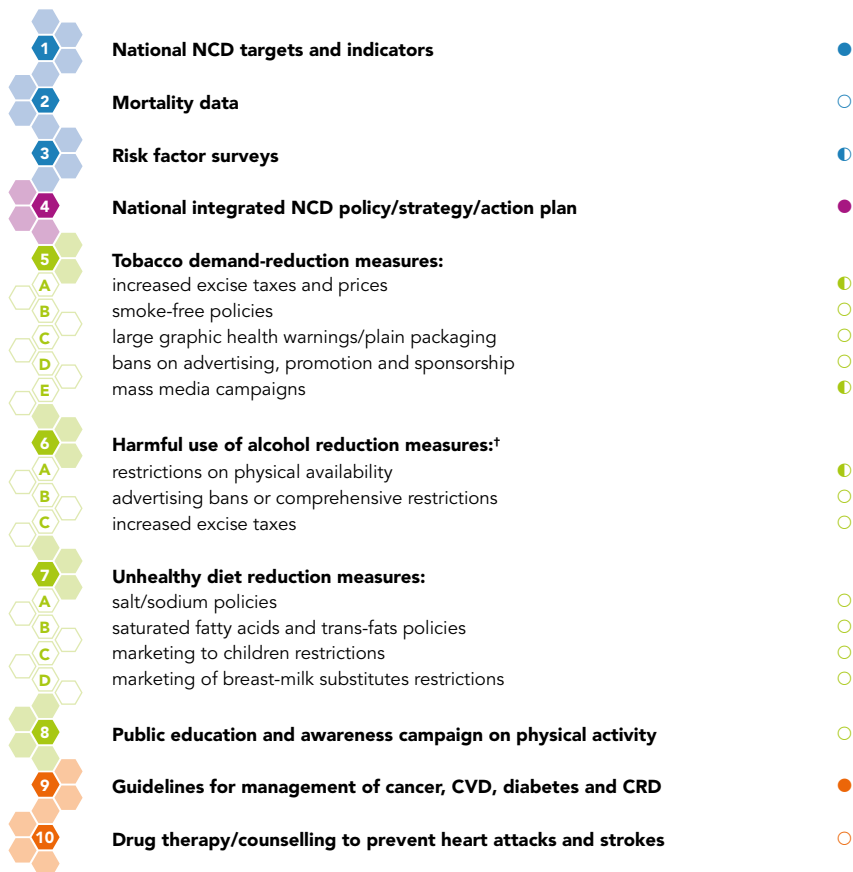 1 National NCD targets and indicators
2 Mortality data
3 Risk factor surveys
4 National integrated NCD policy/strategy/action plan
5 Tobacco demand-reduction measures:
A increased excise taxes and prices
B smoke-free policies
C large graphic health warnings/plain packaging
D bans on advertising, promotion and sponsorship
E mass media campaigns
6 Harmful use of alcohol reduction measures:†
A restrictions on physical availability
B advertising bans or comprehensive restrictions
C increased excise taxes
7 Unhealthy diet reduction measures:
A salt/sodium policies
B saturated fatty acids and trans-fats policies
C marketing to children restrictions
D marketing of breast-milk substitutes restrictions
8 Public education and awareness campaign on physical activity
9 Guidelines for management of cancer, CVD, diabetes and CRD
10 Drug therapy/counselling to prevent heart attacks and strokes